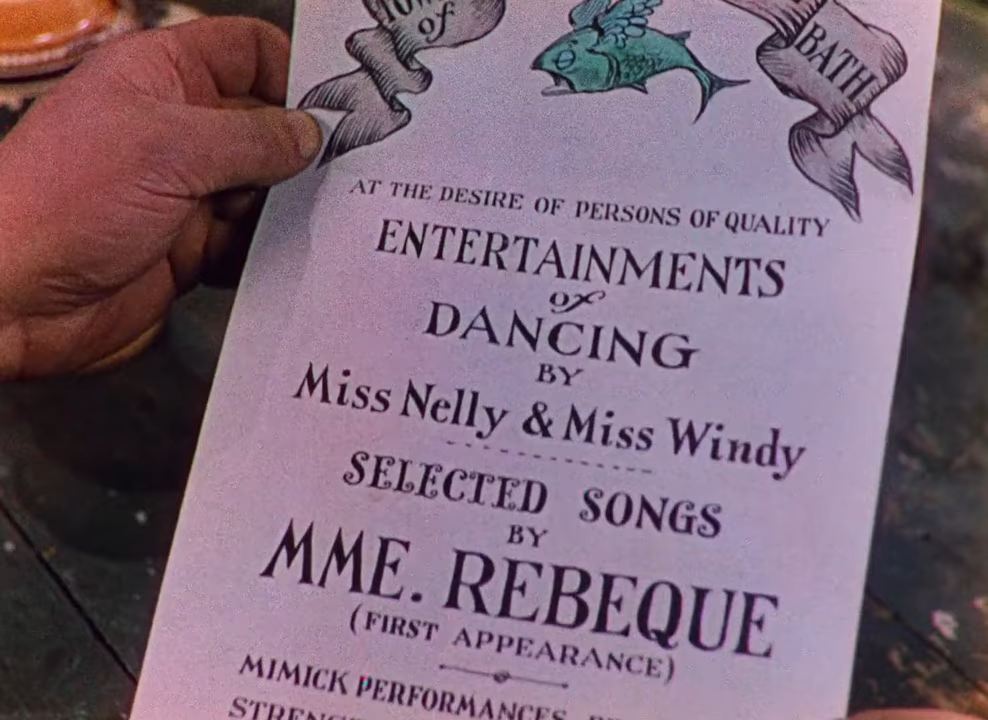 of
BATH
AT THE DESIRE OF PERSONS OF QUALITY
ENTERTAINMENTS
of
DANCING
BY
Miss Nelly & Miss Windy
SELECTED SONGS
BY
MME. REBEQUE
(FIRST APPEARANCE)
MIMICK PERFORMANCES